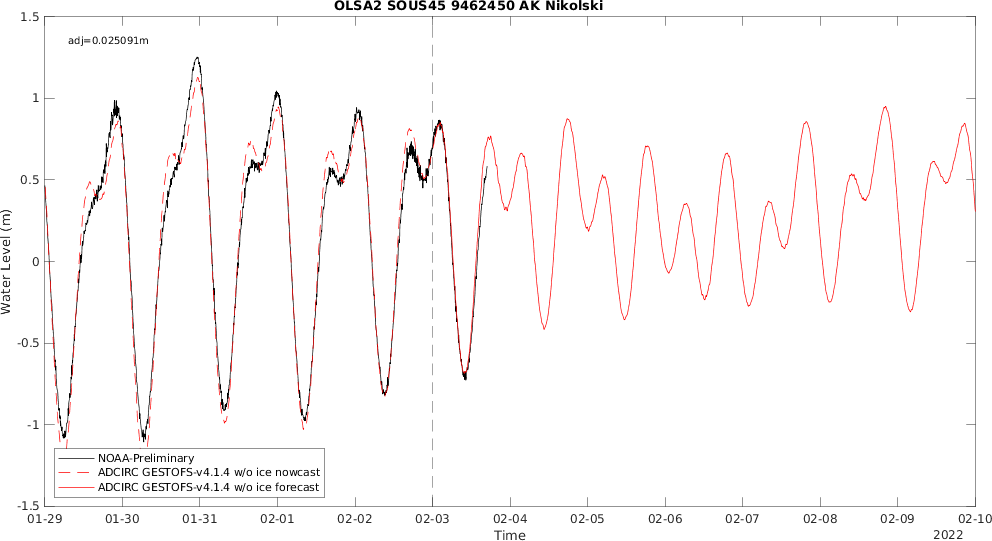 OLSA2 SOUS45 9462450 AK Nikolski
adj=0.025091m
Water Level (m)
1.5
1
0.5
0
-0.5
-1
-1.5
NOAA-Preliminary
ADCIRC GESTOFS-v4.1.4 w/o ice nowcast
ADCIRC GESTOFS-v4.1.4 w/o ice forecast
01-29 01-30 01-31 02-01 02-02 02-03 02-04 02-05 02-06 02-07 02-08 02-09 02-10
Time
2022